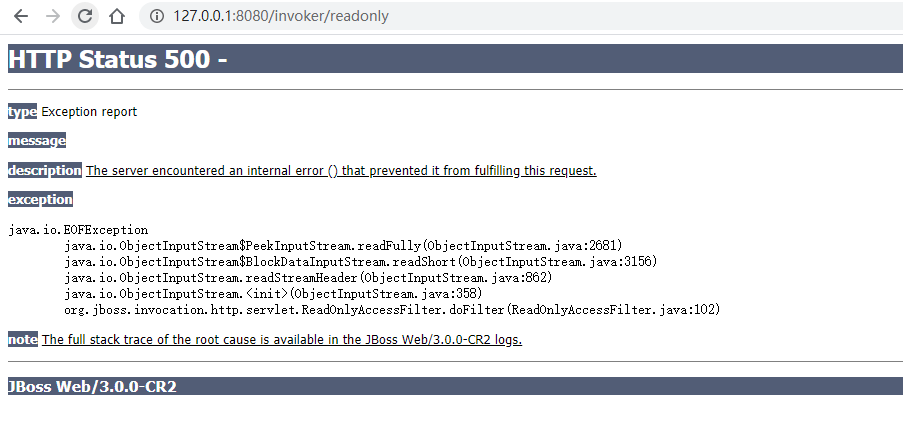 127.0.0.1:8080/invoker/readonly
HTTP Status 500 -
type Exception report
message
description The server encountered an internal error () that prevented it from fulfilling this request.
exception
java.io.EOFException
java.io.ObjectInputStream$PeekInputStream.readFully(ObjectInputStream.java:2681)
java.io.ObjectInputStream$BlockDataInputStream.readShort(ObjectInputStream.java:3156)
java.io.ObjectInputStream.readStreamHeader(ObjectInputStream.java:862)
java.io.ObjectInputStream.<init>(ObjectInputStream.java:358)
org.jboss.invocation.http.servlet.ReadOnlyAccessFilter.doFilter(ReadOnlyAccessFilter.java:102)
note The full stack trace of the root cause is available in the JBoss Web/3.0.0-CR2 logs.
JBoss Web/3.0.0-CR2